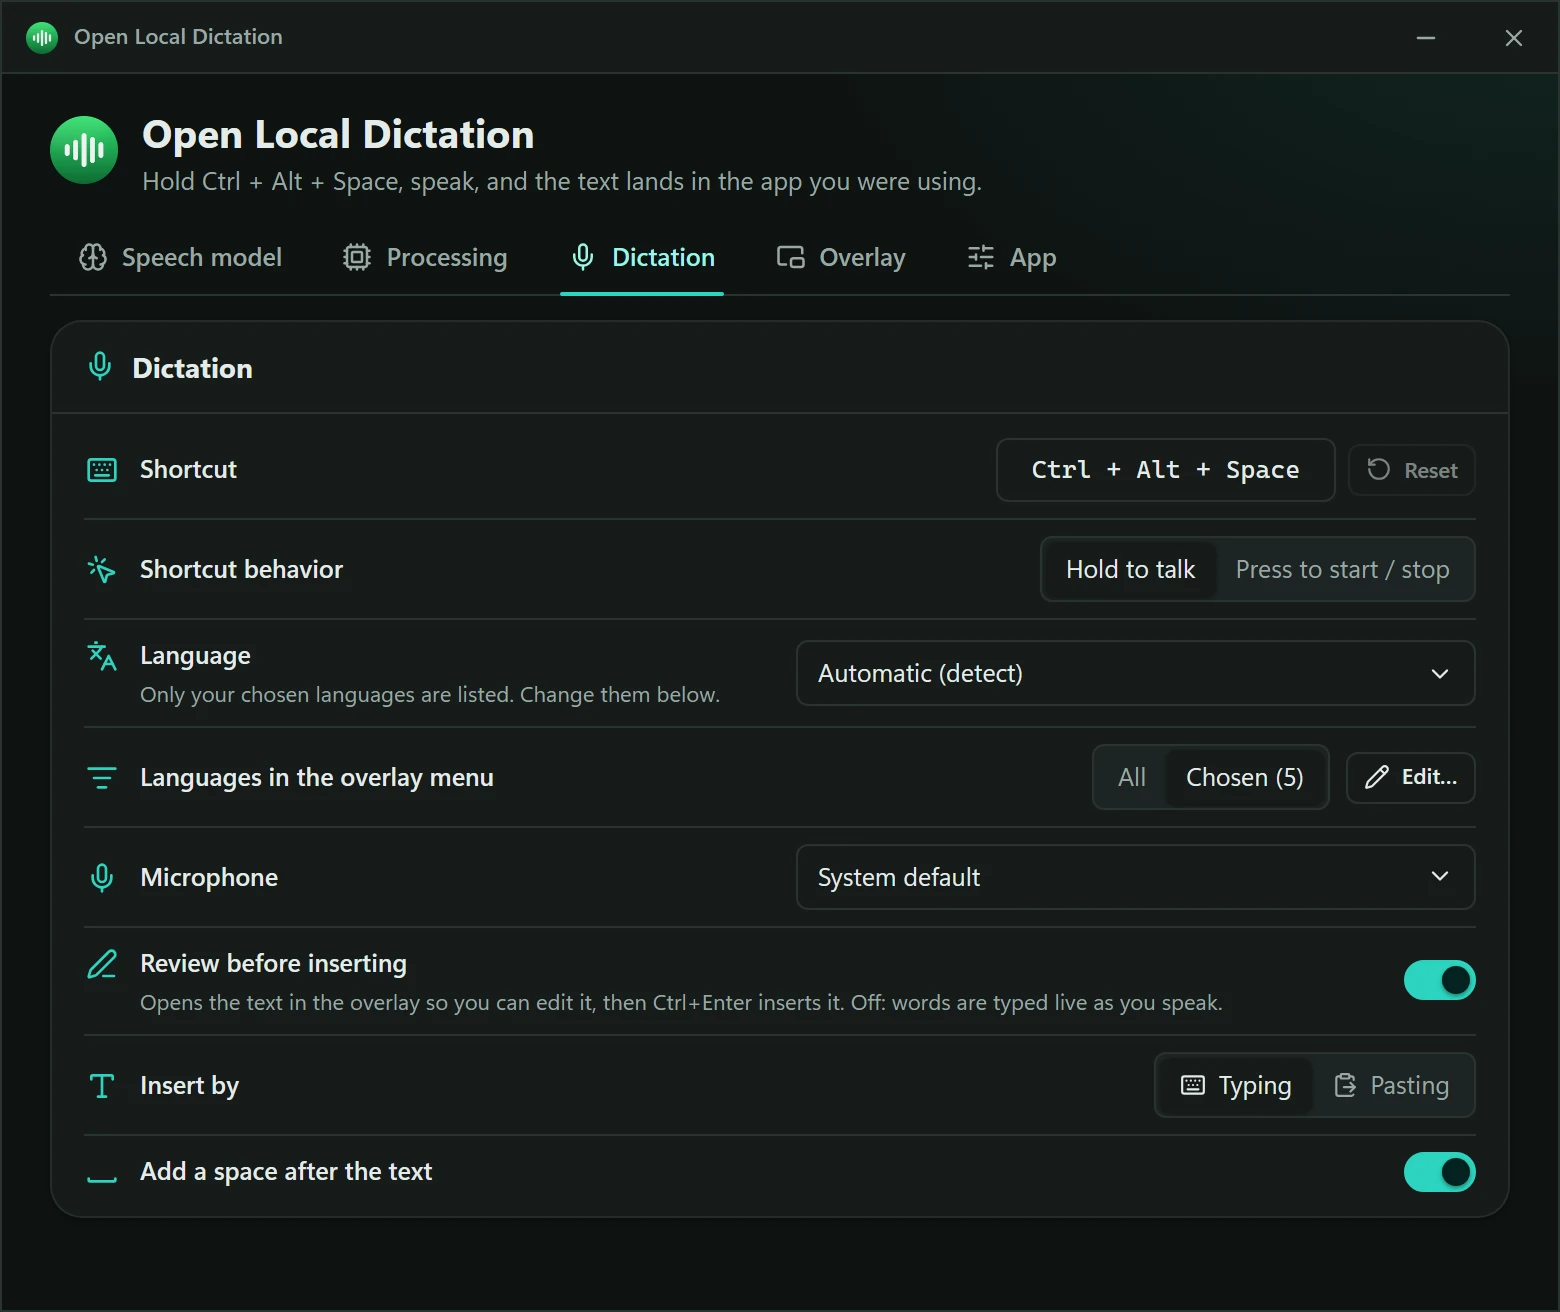 Open Local Dictation
Open Local Dictation
Hold Ctrl + Alt + Space, speak, and the text lands in the app you were using.
Speech model Processing Dictation Overlay App
Dictation
Shortcut Ctrl + Alt + Space Reset
Shortcut behavior Hold to talk Press to start / stop
Language
Only your chosen languages are listed. Change them below.
Automatic (detect)
Languages in the overlay menu All Chosen (5) Edit...
Microphone System default
Review before inserting
Opens the text in the overlay so you can edit it, then Ctrl+Enter inserts it. Off: words are typed live as you speak.
Insert by Typing Pasting
Add a space after the text